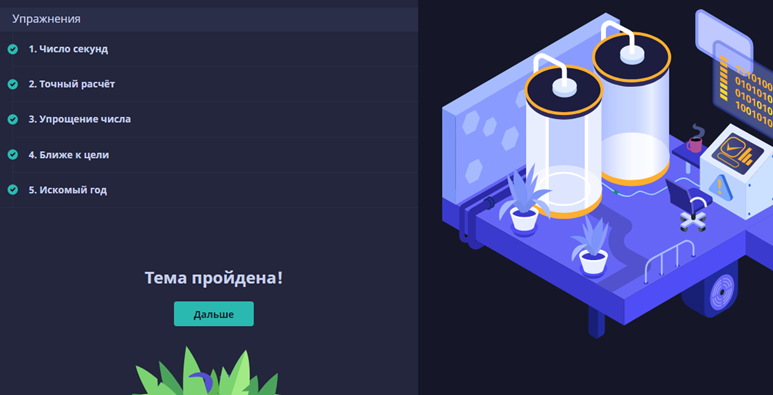 Упражнения
1. Число секунд
2. Точный расчёт
3. Упрощение числа
4. Ближе к цели
5. Искомый год
Тема пройдена!
Дальше